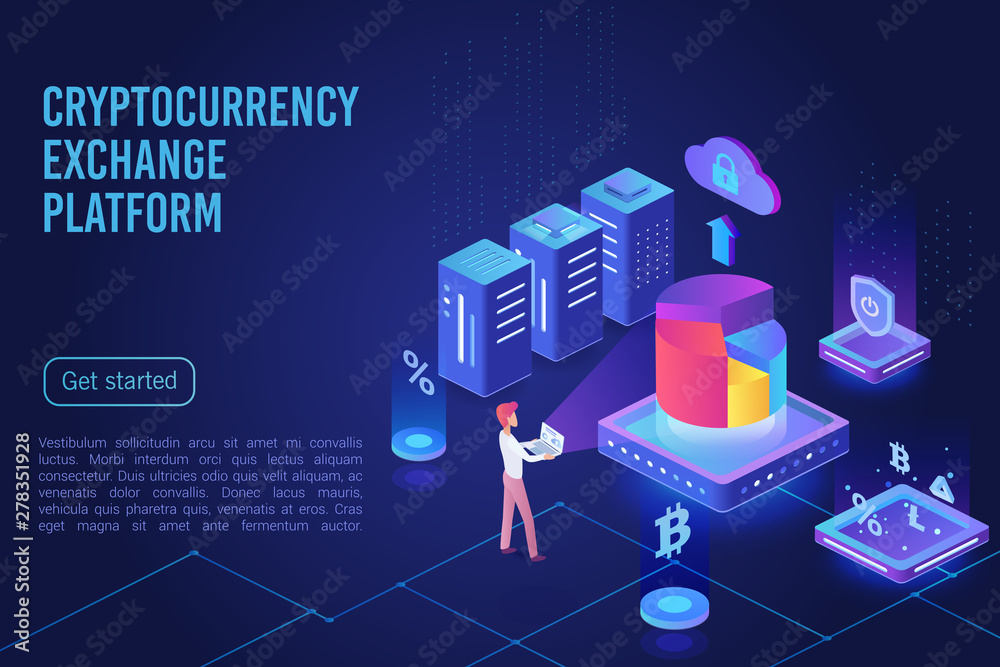 CRYPTOCURRENCY
EXCHANGE
PLATFORM
Get started
Vestibulum sollicitudin arcu sit amet mi convallis
luctus. Morbi interdum orci quis lectus aliquam
consectetur. Duis ultricies odio quis velit aliquam, ac
venenatis dolor convallis. Donec lacus mauris,
vehicula quis pharetra quis, venenatis at eros. Cras
eget magna sit amet ante fermentum auctor.
%
%
Adobe Stock | #278351928